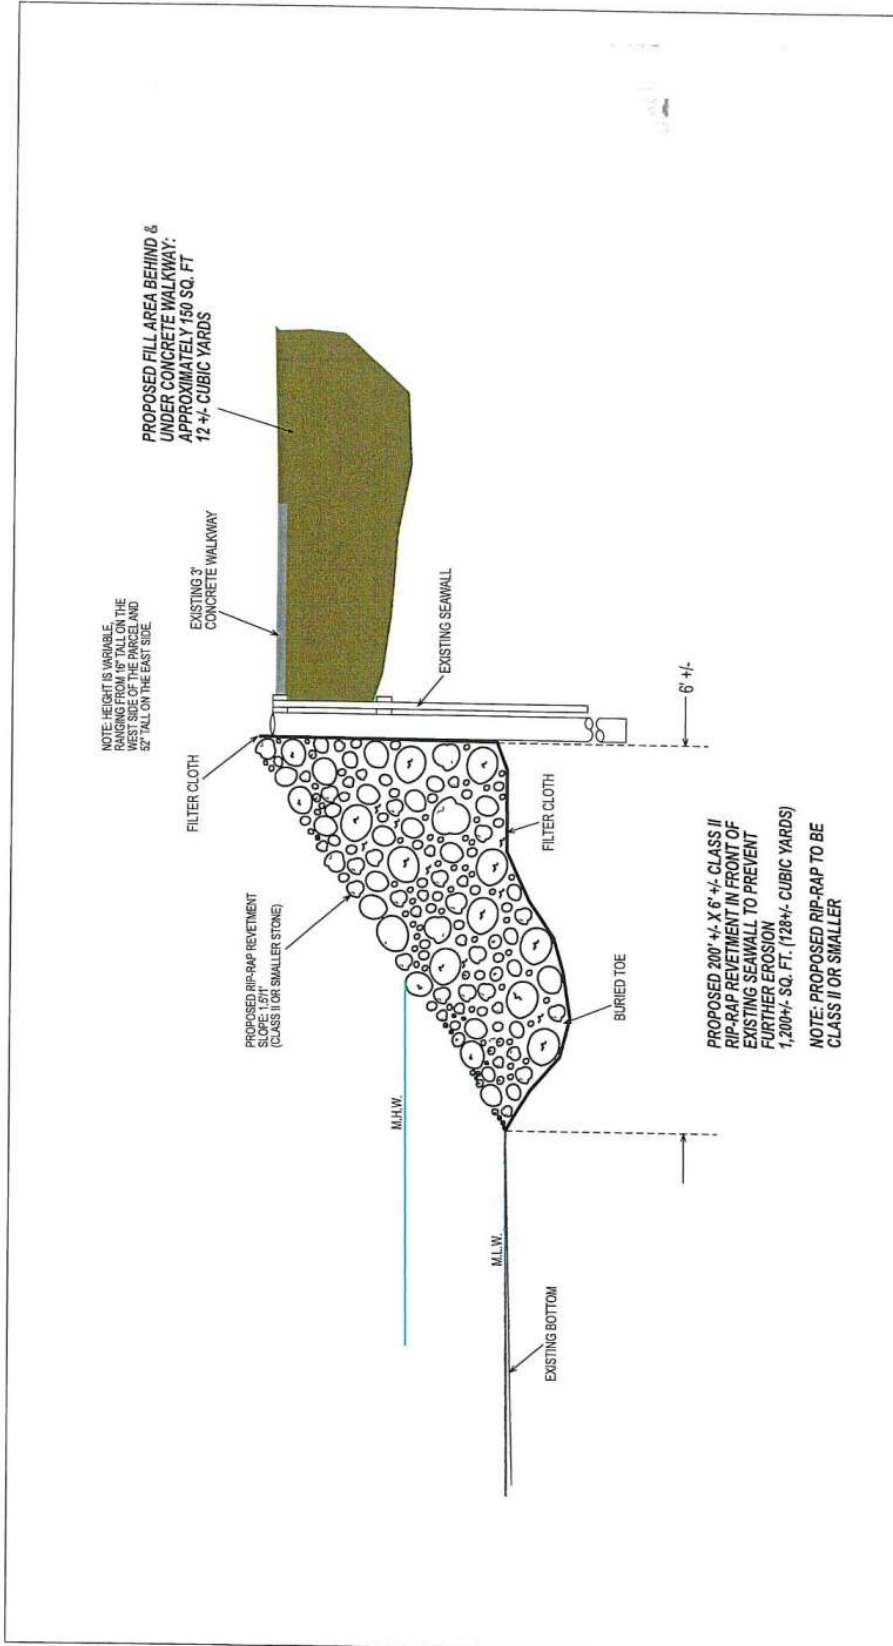 PROPOSED FILL AREA BEHIND &
UNDER CONCRETE WALKWAY:
APPROXIMATELY 150 SQ. FT
12 +/- CUBIC YARDS
NOTE: HEIGHT IS VARIABLE,
RANGING FROM 16" TALL ON THE
WEST SIDE OF THE PARCEL AND
52" TALL ON THE EAST SIDE.
EXISTING 3'
CONCRETE WALKWAY
FILTER CLOTH
PROPOSED RIP-RAP REVETMENT
SLOPE: 1.5'/1'
(CLASS II OR SMALLER STONE)
M.H.W.
M.L.W.
EXISTING BOTTOM
EXISTING SEAWALL
FILTER CLOTH
BURIED TOE
6' +/-
PROPOSED 200' +/- X 6' +/- CLASS II
RIP-RAP REVETMENT IN FRONT OF
EXISTING SEAWALL TO PREVENT
FURTHER EROSION
1,200+/- SQ. FT. (128+/- CUBIC YARDS)
NOTE: PROPOSED RIP-RAP TO BE
CLASS II OR SMALLER